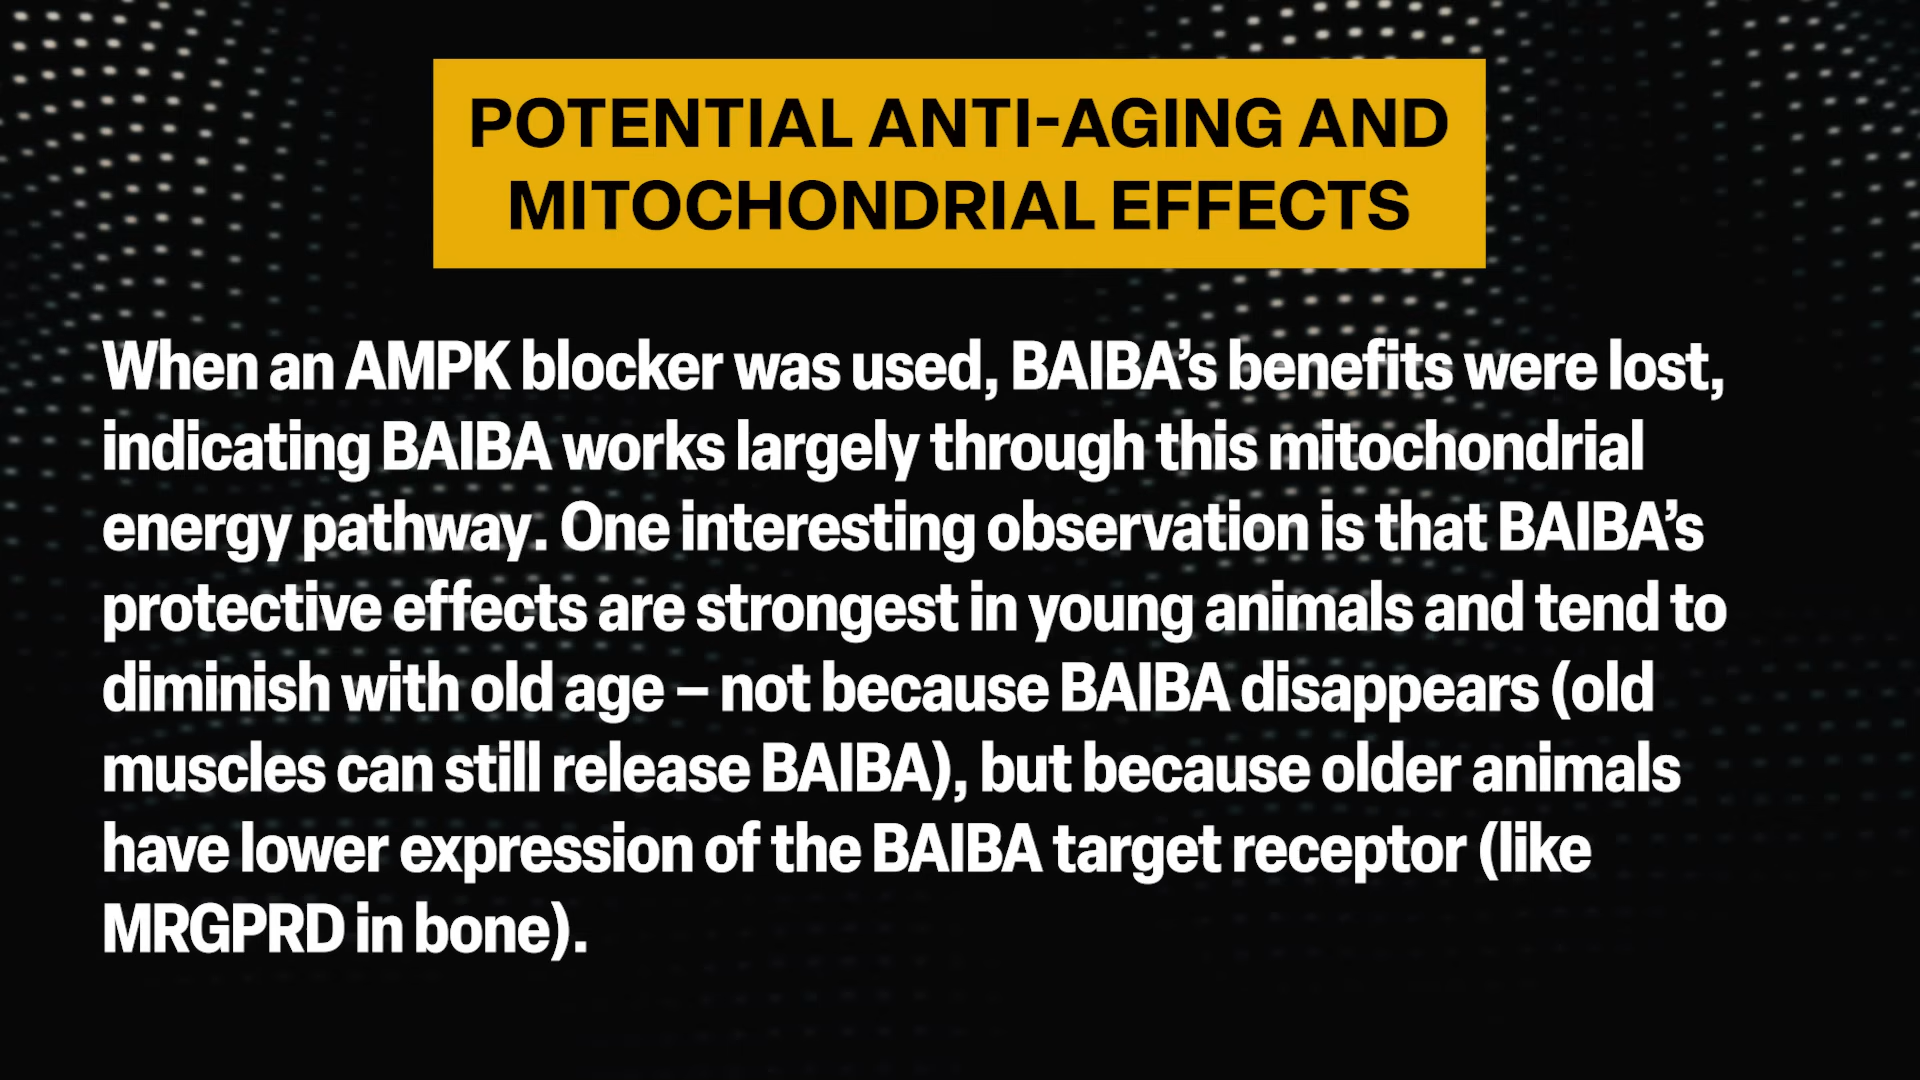 POTENTIAL ANTI-AGING AND
MITOCHONDRIAL EFFECTS
When an AMPK blocker was used, BAIBA’s benefits were lost,
indicating BAIBA works largely through this mitochondrial
energy pathway. One interesting observation is that BAIBA’s
protective effects are strongest in young animals and tend to
diminish with old age – not because BAIBA disappears (old
muscles can still release BAIBA), but because older animals
have lower expression of the BAIBA target receptor (like
MRGPRD in bone).